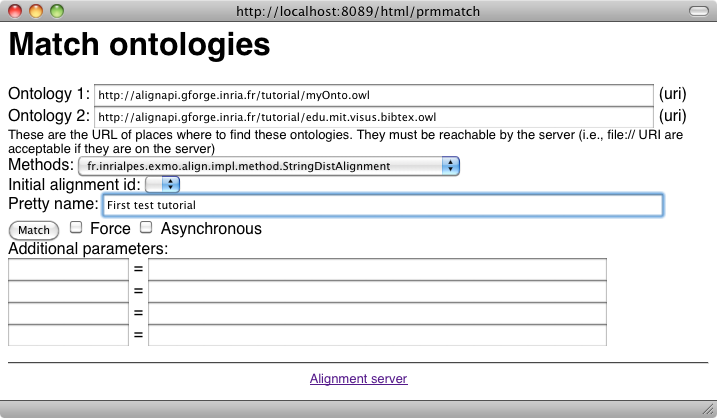 http://localhost:8089/html/prmmatch
Match ontologies
Ontology 1: http://alignapi.gforge.inria.fr/tutorial/myOnto.owl (uri)
Ontology 2: http://alignapi.gforge.inria.fr/tutorial/edu.mit.visus.bibtex.owl (uri)
These are the URL of places where to find these ontologies. They must be reachable by the server (i.e., file:// URI are
acceptable if they are on the server)
Methods: fr.inrialpes.exmo.align.impl.method.StringDistAlignment
Initial alignment id:
Pretty name: First test tutorial
Match Force Asynchronous
Additional parameters:
=
=
=
=
Alignment server